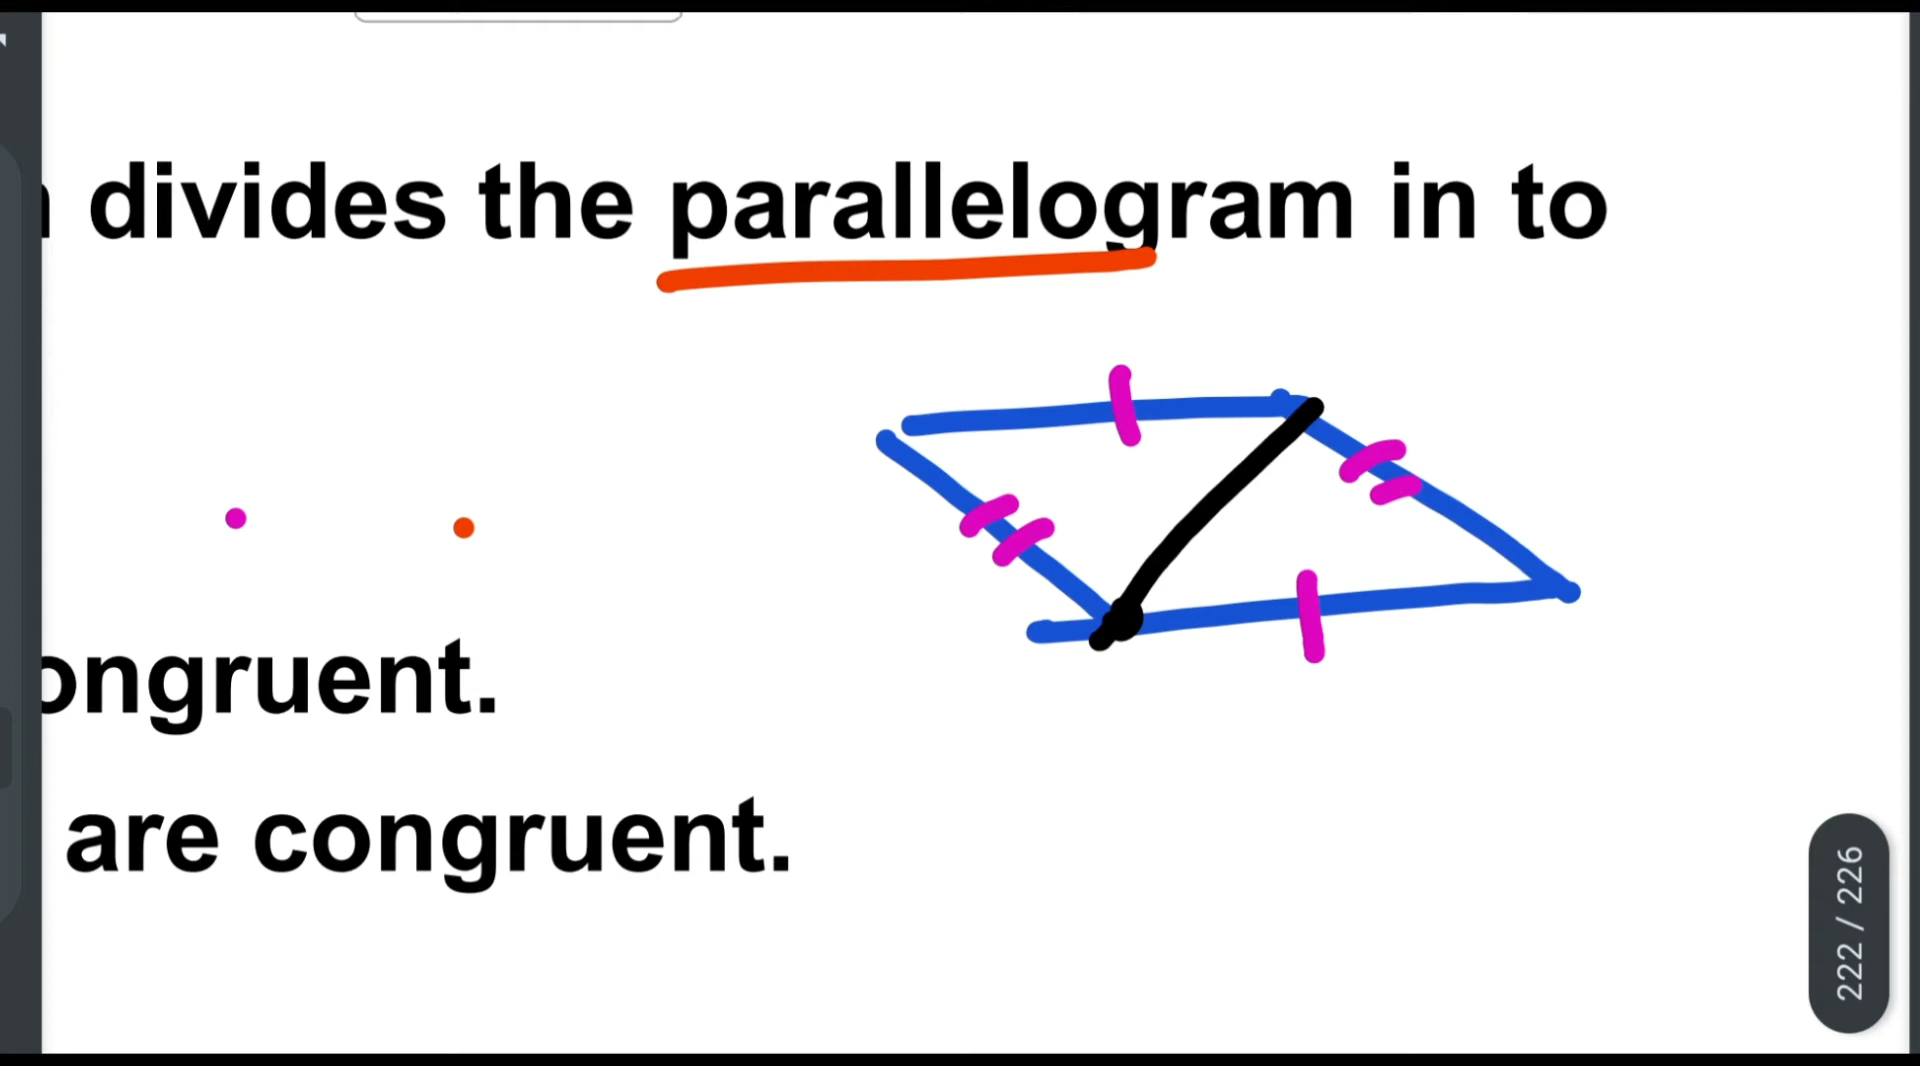 divides the parallelogram in to
ongruent.
are congruent.
222 / 226